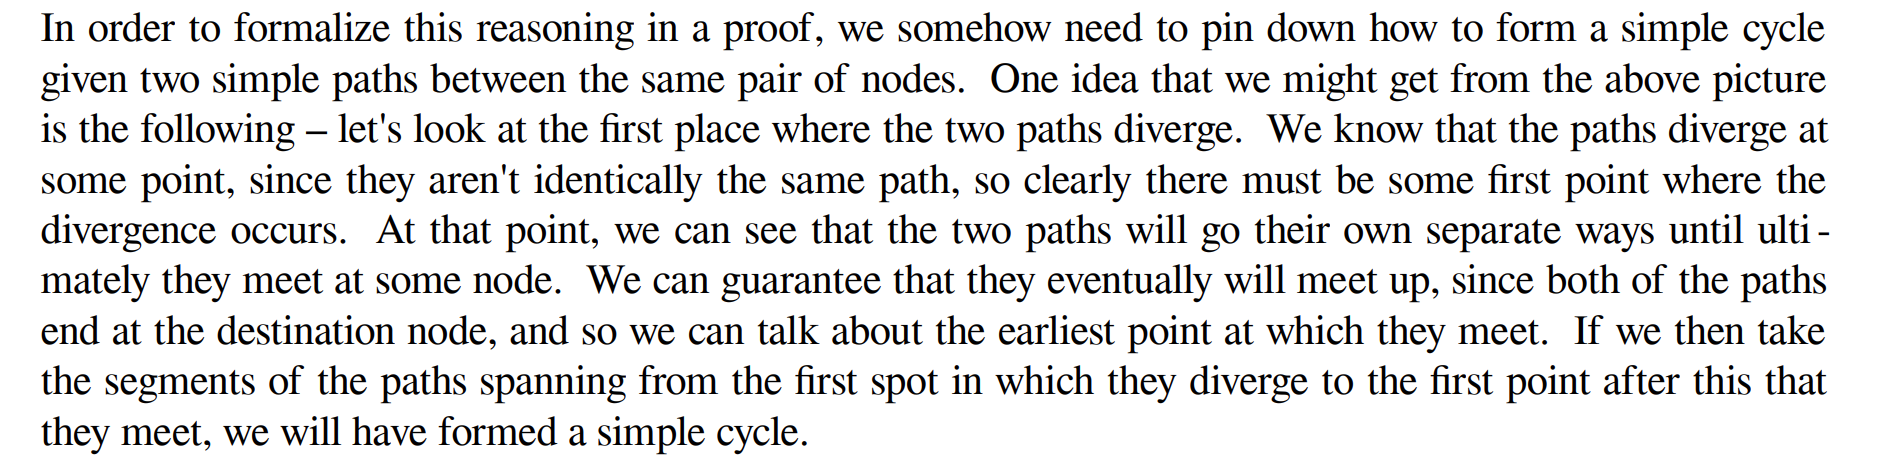 In order to formalize this reasoning in a proof, we somehow need to pin down how to form a simple cycle
given two simple paths between the same pair of nodes. One idea that we might get from the above picture
is the following – let's look at the first place where the two paths diverge. We know that the paths diverge at
some point, since they aren't identically the same path, so clearly there must be some first point where the
divergence occurs. At that point, we can see that the two paths will go their own separate ways until ulti-
mately they meet at some node. We can guarantee that they eventually will meet up, since both of the paths
end at the destination node, and so we can talk about the earliest point at which they meet. If we then take
the segments of the paths spanning from the first spot in which they diverge to the first point after this that
they meet, we will have formed a simple cycle.